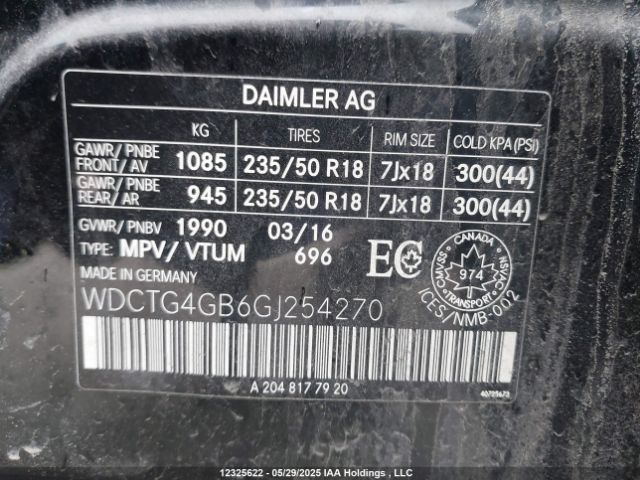 DAIMLER AG
KG TIRES RIM SIZE COLD KPA (PSI)
GAWR/ PNBE FRONT/ AV 1085 235/50 R18 7Jx18 300(44)
GAWR/ PNBE REAR/ AR 945 235/50 R18 7Jx18 300(44)
GVWR/ PNBV 1990 03/16
TYPE: MPV/ VTUM 696
EC
CANADA
CMVSS NSVAC
974
TRANSPORT
ICES/NMB-002
MADE IN GERMANY
WDCTG4GB6GJ254270
A 204 817 79 20
40725673
12325622 - 05/29/2025 IAA Holdings , LLC